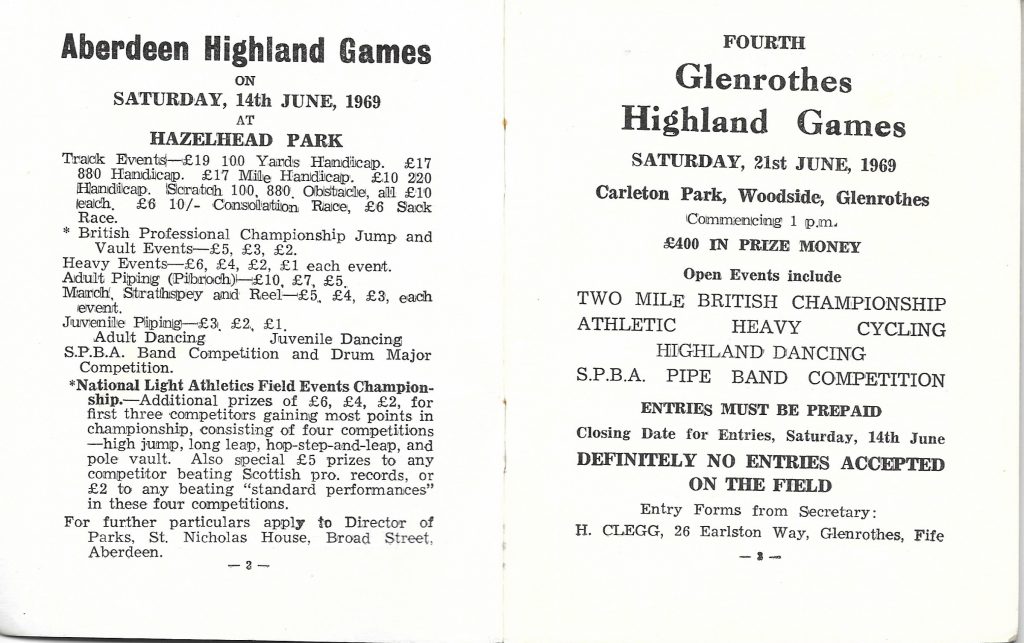 Aberdeen Highland Games
ON
SATURDAY, 14th JUNE, 1969
AT
HAZELHEAD PARK
Track Events—£19 100 Yards Handicap. £17
880 Handicap. £17 Mile Handicap. £10 220
Handicap. Scratch 100, 880, Obstacle, all £10
each. £6 10/- Consolation Race, £6 Sack
Race.
* British Professional Championship Jump and
Vault Events—£5, £3, £2.
Heavy Events—£6, £4, £2, £1 each event.
Adult Piping (Pibroch)—£10, £7, £5.
March, Strathspey and Reel—£5, £4, £3, each
event.
Juvenile Piping—£3, £2, £1.
Adult Dancing Juvenile Dancing
S.P.B.A. Band Competition and Drum Major
Competition.
*National Light Athletics Field Events Champion-
ship.—Additional prizes of £6, £4, £2, for
first three competitors gaining most points in
championship, consisting of four competitions
—high jump, long leap, hop-step-and-leap, and
pole vault. Also special £5 prizes to any
competitor beating Scottish pro. records, or
£2 to any beating "standard performances"
in these four competitions.
For further particulars apply to Director of
Parks, St. Nicholas House, Broad Street,
Aberdeen.
— 2 —
FOURTH
Glenrothes
Highland Games
SATURDAY, 21st JUNE, 1969
Carleton Park, Woodside, Glenrothes
Commencing 1 p.m.
£400 IN PRIZE MONEY
Open Events include
TWO MILE BRITISH CHAMPIONSHIP
ATHLETIC HEAVY CYCLING
HIGHLAND DANCING
S.P.B.A. PIPE BAND COMPETITION
ENTRIES MUST BE PREPAID
Closing Date for Entries, Saturday, 14th June
DEFINITELY NO ENTRIES ACCEPTED
ON THE FIELD
Entry Forms from Secretary:
H. CLEGG, 26 Earlston Way, Glenrothes, Fife